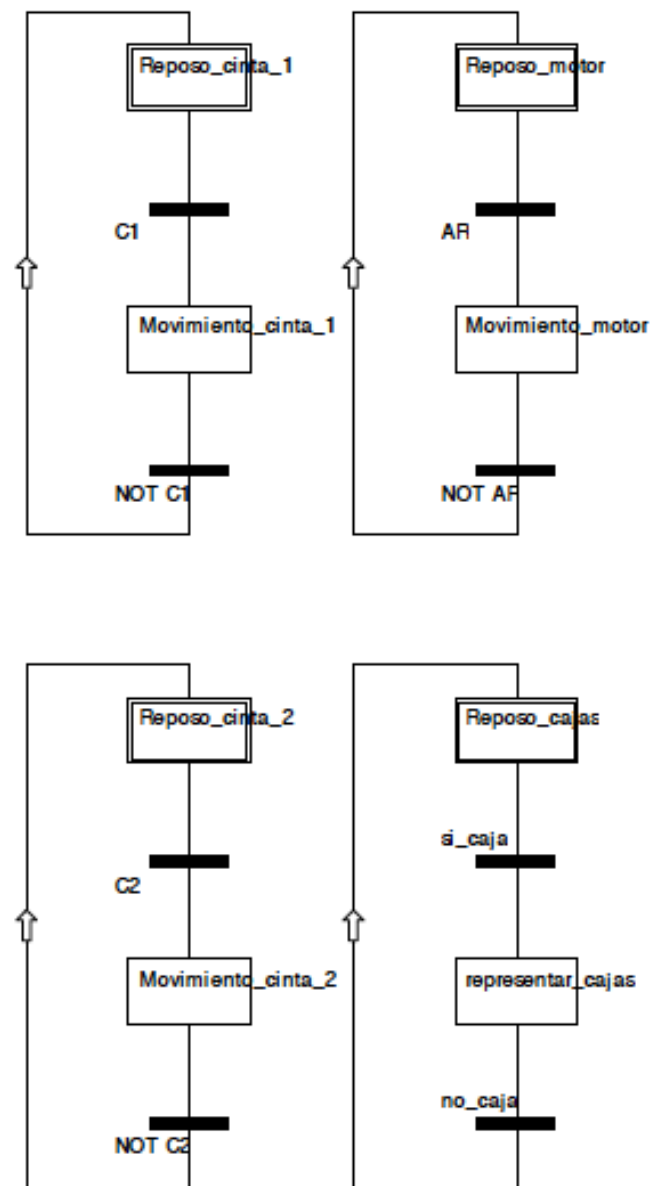 Reposo_cinta_1
C1
Movimiento_cinta_1
NOT C1
Reposo_motor
AR
Movimiento_motor
NOT AR
Reposo_cinta_2
C2
Movimiento_cinta_2
NOT C2
Reposo_cajas
si_caja
representar_cajas
no_caja